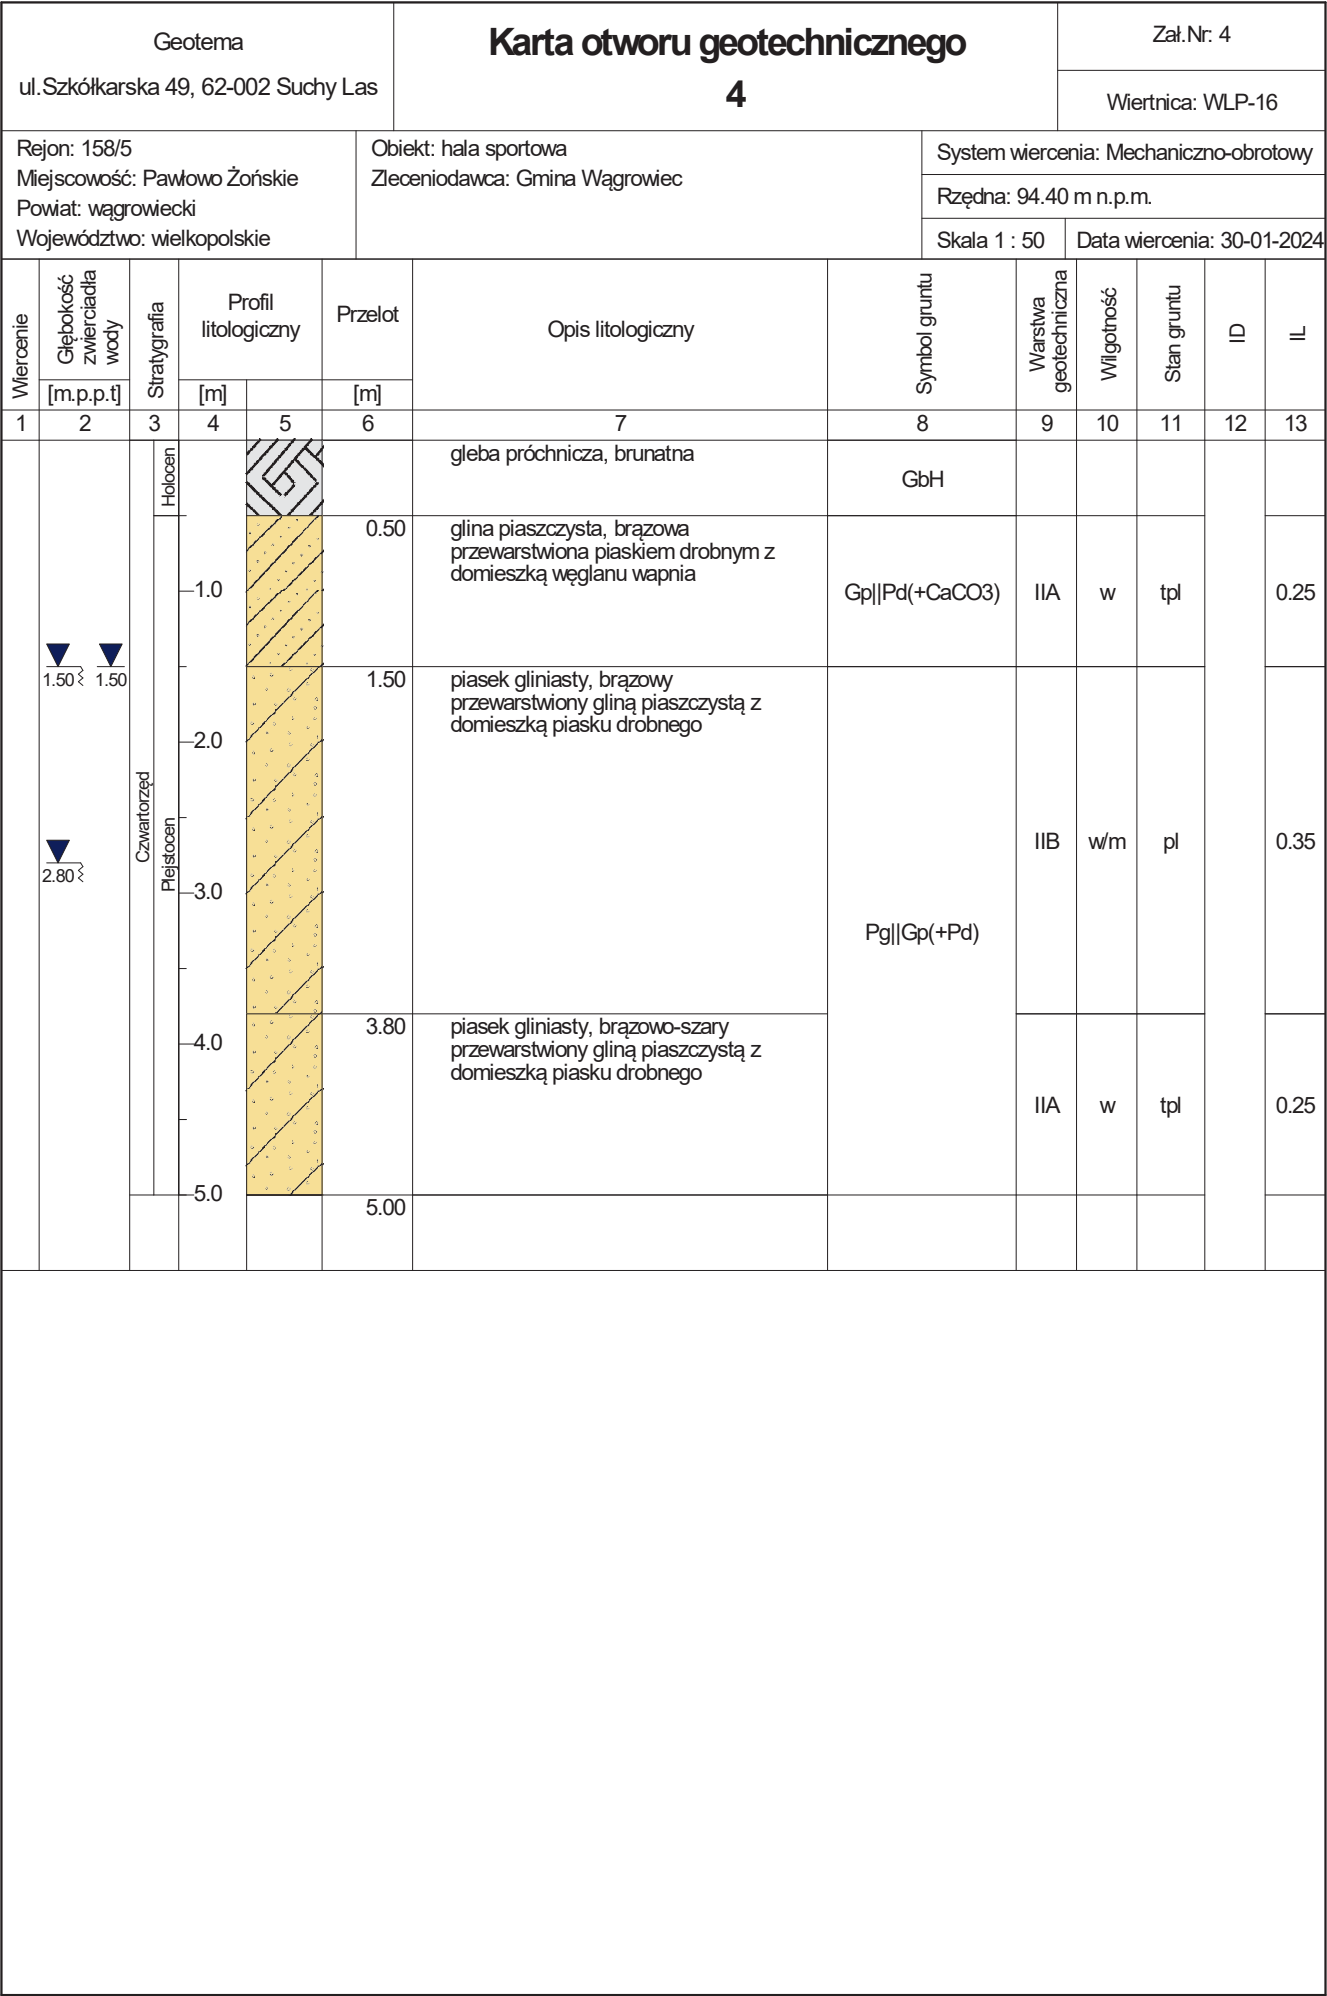 Geotema
ul.Szkółkarska 49, 62-002 Suchy Las
Karta otworu geotechnicznego
4
Zał.Nr: 4
Wiertnica: WLP-16
Rejon: 158/5
Miejscowość: Pawłowo Żońskie
Powiat: wągrowiecki
Województwo: wielkopolskie
Obiekt: hala sportowa
Zleceniodawca: Gmina Wągrowiec
System wiercenia: Mechaniczno-obrotowy
Rzędna: 94.40 m n.p.m.
Skala 1 : 50
Data wiercenia: 30-01-2024
Wiercenie
Głębokość
zwierciadła
wody
[m.p.p.t]
Stratygrafia
Profil
litologiczny
[m]
Przelot
[m]
Opis litologiczny
Symbol gruntu
Warstwa
geotechniczna
Wilgotność
Stan gruntu
ID
IL
1 2 3 4 5 6 7 8 9 10 11 12 13
Holocen
gleba próchnicza, brunatna
GbH
0.50
glina piaszczysta, brązowa
przewarstwiona piaskiem drobnym z
domieszką węglanu wapnia
1.0
Gp||Pd(+CaCO3) IIA w tpl 0.25
1.50 1.50
1.50
piasek gliniasty, brązowy
przewarstwiony gliną piaszczystą z
domieszką piasku drobnego
2.0
Czwartorzęd
Plejstocen
IIB w/m pl 0.35
2.80
3.0
Pg||Gp(+Pd)
3.80
piasek gliniasty, brązowo-szary
przewarstwiony gliną piaszczystą z
domieszką piasku drobnego
4.0
IIA w tpl 0.25
5.0
5.00